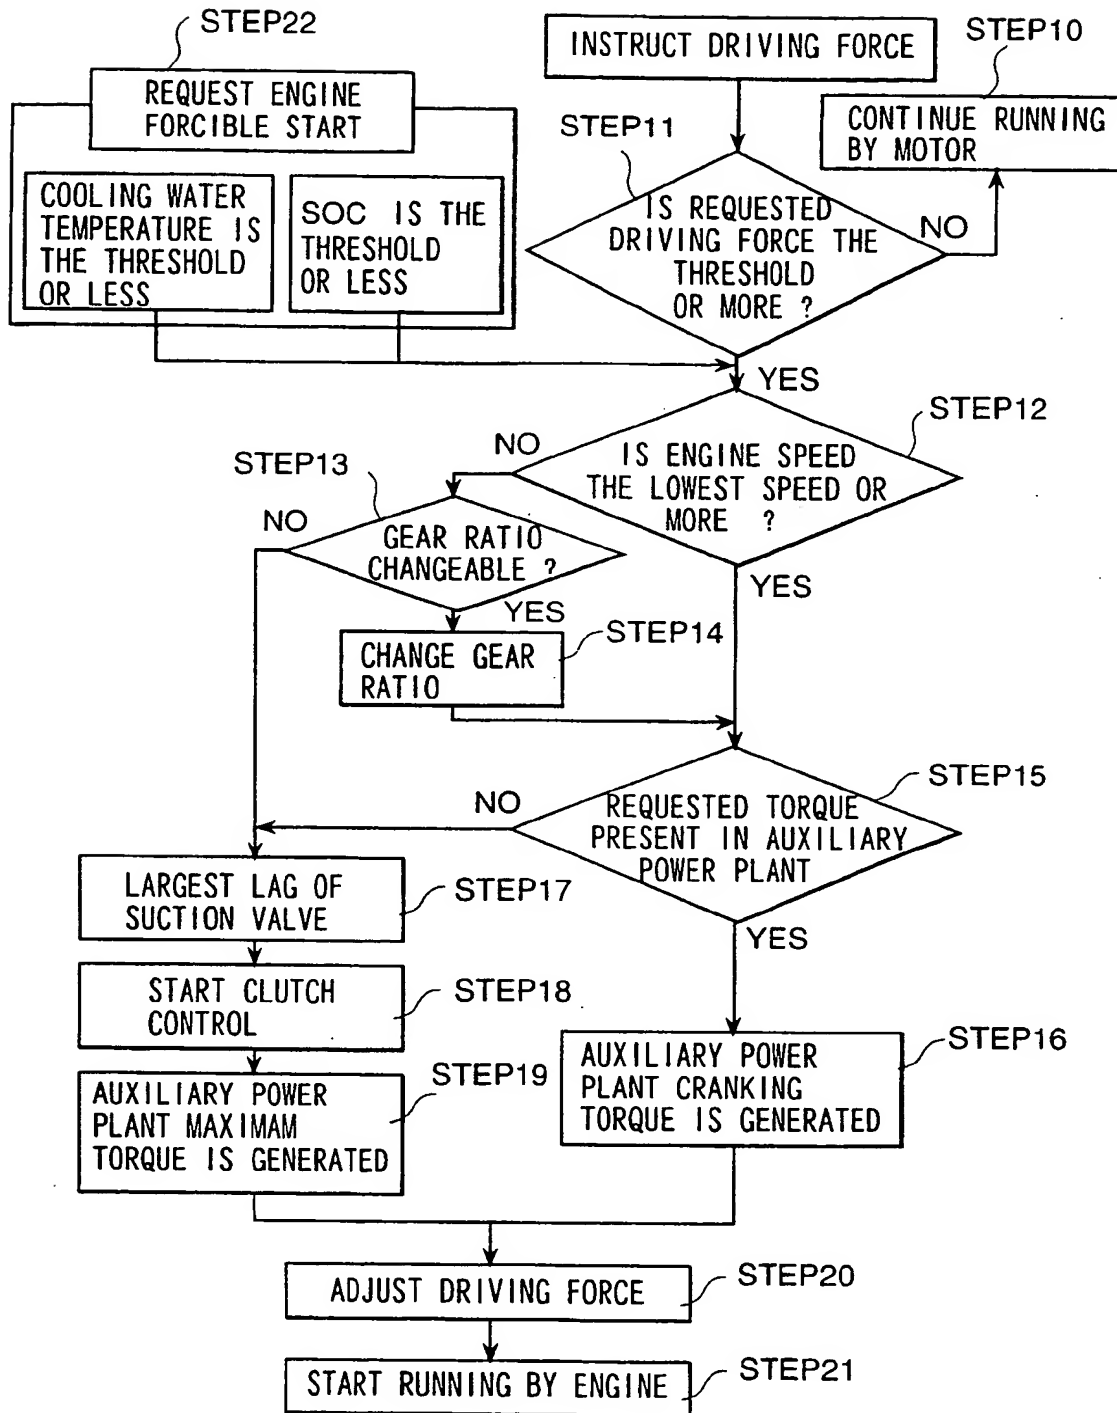 STEP22
REQUEST ENGINE
FORCIBLE START
COOLING WATER
TEMPERATURE IS
THE THRESHOLD
OR LESS
SOC IS THE
THRESHOLD
OR LESS
INSTRUCT DRIVING FORCE
STEP10
CONTINUE RUNNING
BY MOTOR
STEP11
IS REQUESTED
DRIVING FORCE THE
THRESHOLD
OR MORE ?
NO
YES
STEP12
IS ENGINE SPEED
THE LOWEST SPEED OR
MORE ?
NO
YES
STEP13
GEAR RATIO
CHANGEABLE ?
NO
YES
STEP14
CHANGE GEAR
RATIO
STEP15
REQUESTED TORQUE
PRESENT IN AUXILIARY
POWER PLANT
NO
YES
LARGEST LAG OF
SUCTION VALVE
STEP17
START CLUTCH
CONTROL
STEP18
AUXILIARY POWER
PLANT MAXIMAM
TORQUE IS GENERATED
STEP19
STEP16
AUXILIARY POWER
PLANT CRANKING
TORQUE IS GENERATED
ADJUST DRIVING FORCE
STEP20
START RUNNING BY ENGINE
STEP21